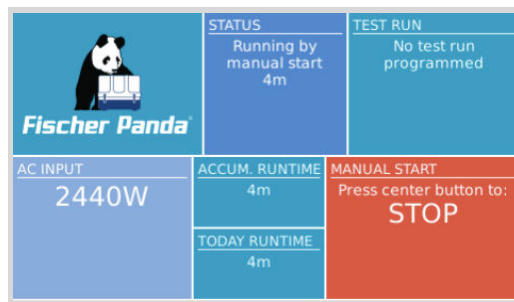 STATUS
Running by
manual start
4m
TEST RUN
No test run
programmed
Fischer Panda
AC INPUT
2440W
ACCUM. RUNTIME
4m
TODAY RUNTIME
4m
MANUAL START
Press center button to:
STOP